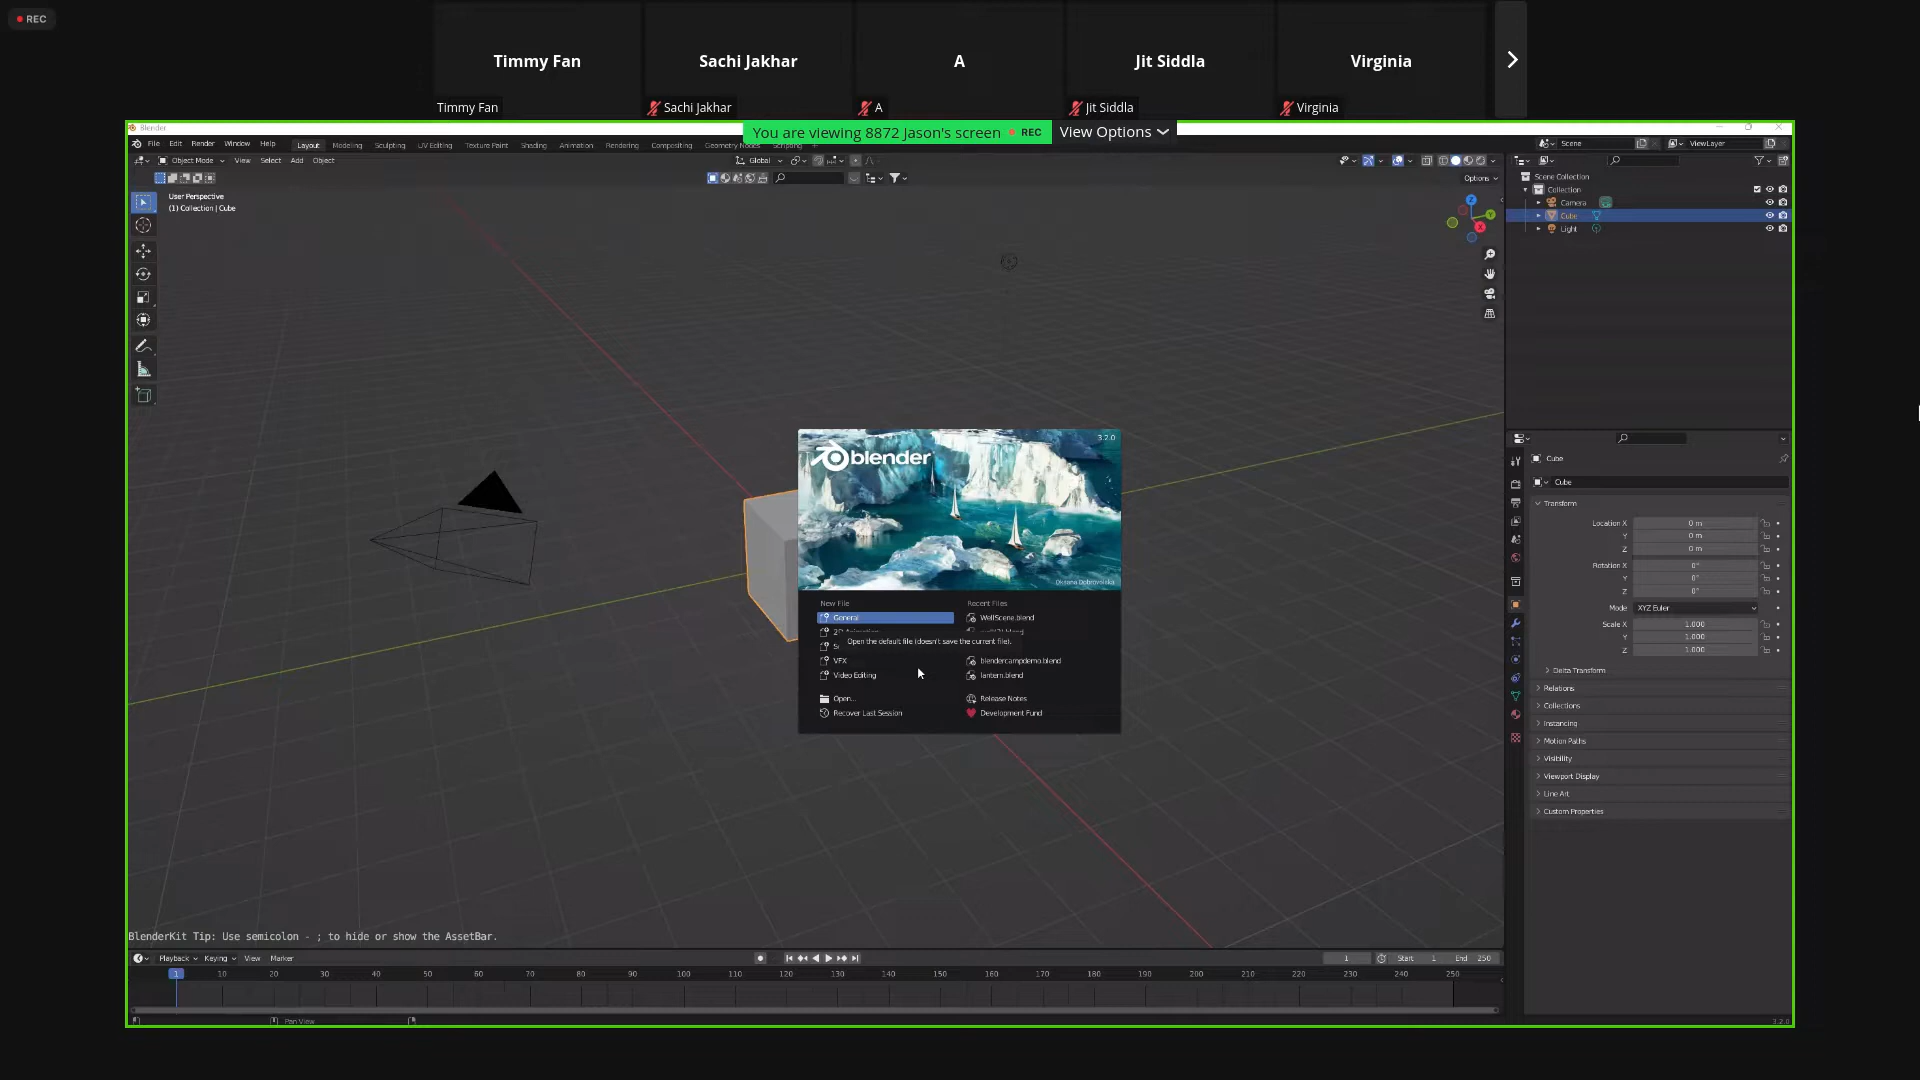 REC
Timmy Fan
Sachi Jakhar
A
Jit Siddla
Virginia
Timmy Fan
Sachi Jakhar
A
Jit Siddla
Virginia
You are viewing 8872 Jason's screen REC View Options
Blender
File Edit Render Window Help Layout Modeling Sculpting UV Editing Texture Paint Shading Animation Rendering Compositing Geometry Nodes Scripting
Scene ViewLayer
Object Mode View Select Add Object Global
Options
User Perspective
(1) Collection | Cube
Z
Y
X
Scene Collection
Collection
Camera
Cube
Light
3.2.0
blender
Oksana Dobrovolska
New File Recent Files
General WellScene.blend
Open the default file (doesn't save the current file).
VFX blendercampdemo.blend
Video Editing lantern.blend
Open... Release Notes
Recover Last Session Development Fund
Cube
Cube
Transform
Location X 0 m
Y 0 m
Z 0 m
Rotation X 0°
Y 0°
Z 0°
Mode XYZ Euler
Scale X 1.000
Y 1.000
Z 1.000
Delta Transform
Relations
Collections
Instancing
Motion Paths
Visibility
Viewport Display
Line Art
Custom Properties
BlenderKit Tip: Use semicolon - ; to hide or show the AssetBar.
Playback Keying View Marker 1 Start 1 End 250
1 10 20 30 40 50 60 70 80 90 100 110 120 130 140 150 160 170 180 190 200 210 220 230 240 250
Pan View
3.2.0